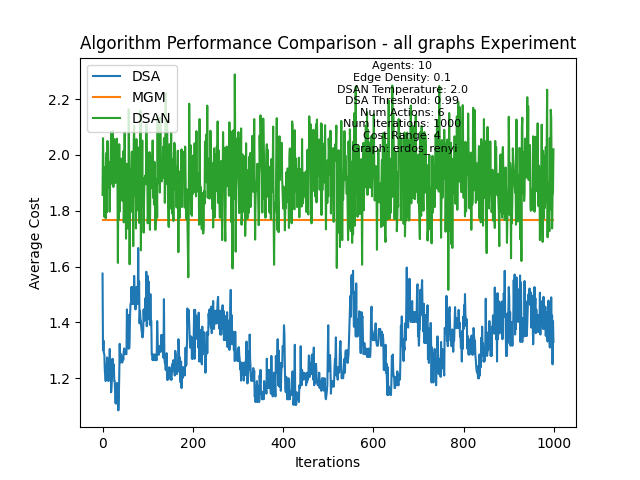 Algorithm Performance Comparison - all graphs Experiment
DSA
MGM
DSAN
Agents: 10
Edge Density: 0.1
DSAN Temperature: 2.0
DSA Threshold: 0.99
Num Actions: 6
Num Iterations: 1000
Cost Range: 4
Graph: erdos_renyi
Average Cost
2.2
2.0
1.8
1.6
1.4
1.2
0
200
400
600
800
1000
Iterations